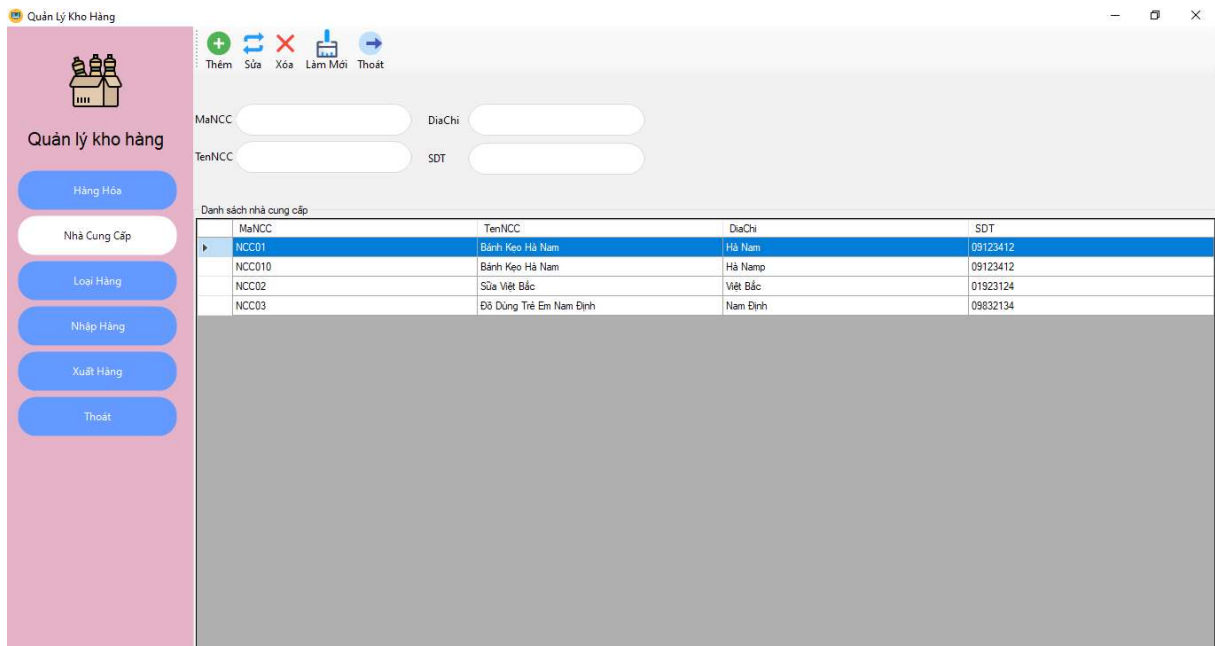 Quản Lý Kho Hàng
Quản lý kho hàng
Hàng Hóa
Nhà Cung Cấp
Loại Hàng
Nhập Hàng
Xuất Hàng
Thoát
Thêm Sửa Xóa Làm Mới Thoát
MaNCC DiaChi
TenNCC SDT
Danh sách nhà cung cấp
MaNCC TenNCC DiaChi SDT
NCC01 Bánh Kẹo Hà Nam Hà Nam 09123412
NCC010 Bánh Kẹo Hà Nam Hà Namp 09123412
NCC02 Sữa Việt Bắc Việt Bắc 01923124
NCC03 Đồ Dùng Trẻ Em Nam Định Nam Định 09832134